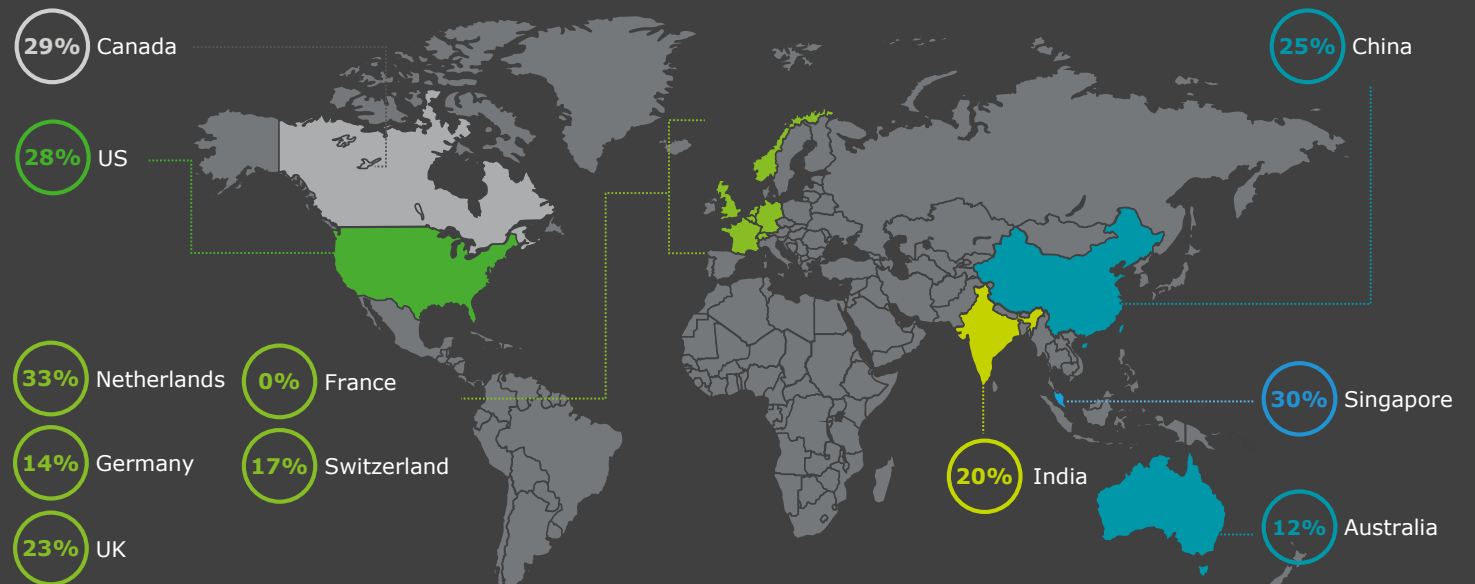 29% Canada
25% China
28% US
33% Netherlands
0% France
14% Germany
17% Switzerland
23% UK
30% Singapore
20% India
12% Australia